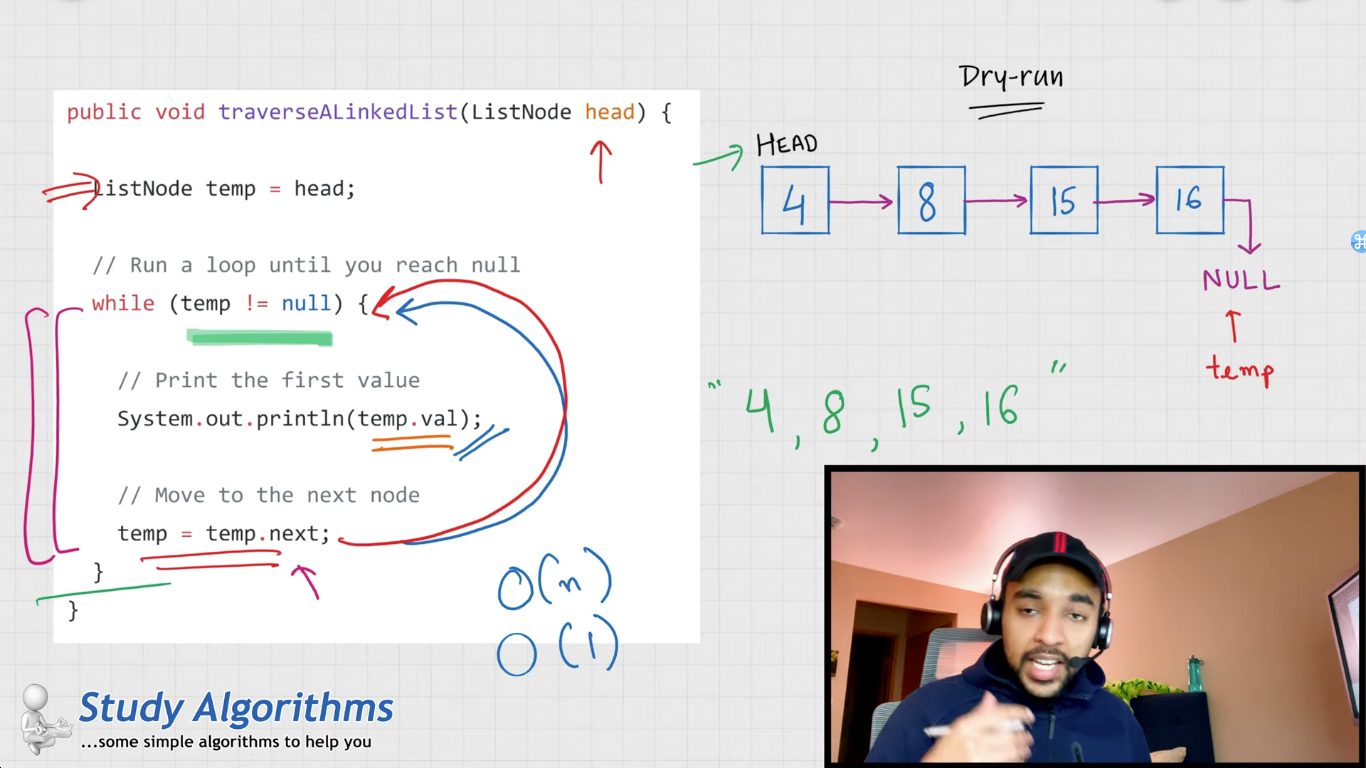 public void traverseALinkedList(ListNode head) {
ListNode temp = head;
// Run a loop until you reach null
while (temp != null) {
// Print the first value
System.out.println(temp.val);
// Move to the next node
temp = temp.next;
}
}
O(n)
O(1)
Dry-run
HEAD
4 8 15 16
NULL
temp
" 4, 8, 15, 16 "
Study Algorithms
...some simple algorithms to help you
⌘